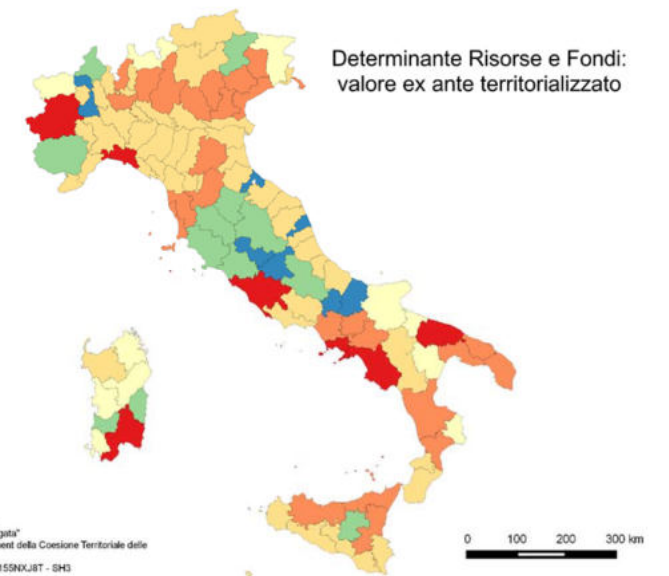 Determinante Risorse e Fondi:
valore ex ante territorializzato
gata"
ent della Coesione Territoriale delle
155NXJ8T - SH3
0 100 200 300 km